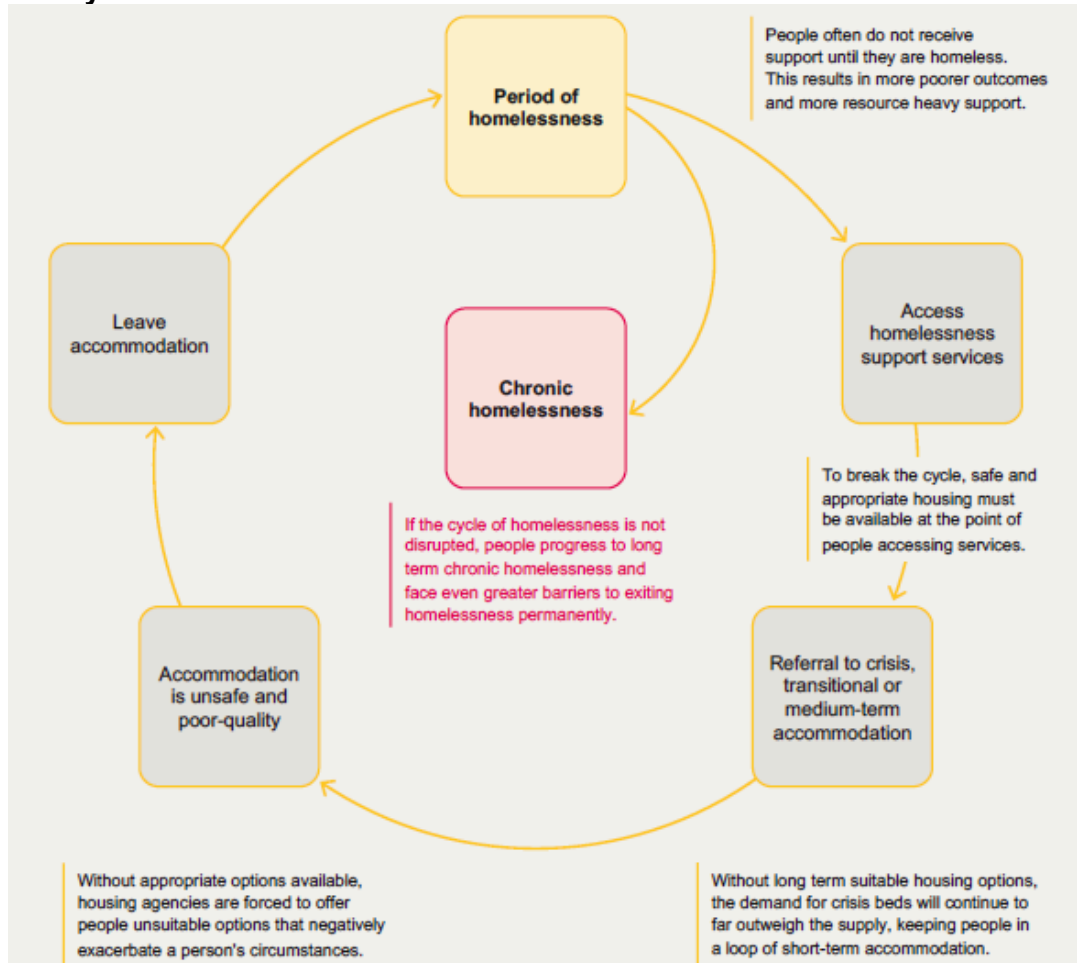 People often do not receive
support until they are homeless.
This results in more poorer outcomes
and more resource heavy support.
Period of
homelessness
Leave
accommodation
Access
homelessness
support services
Chronic
homelessness
To break the cycle, safe and
appropriate housing must
be available at the point of
people accessing services.
If the cycle of homelessness is not
disrupted, people progress to long
term chronic homelessness and
face even greater barriers to exiting
homelessness permanently.
Accommodation
is unsafe and
poor-quality
Referral to crisis,
transitional or
medium-term
accommodation
Without appropriate options available,
housing agencies are forced to offer
people unsuitable options that negatively
exacerbate a person's circumstances.
Without long term suitable housing options,
the demand for crisis beds will continue to
far outweigh the supply, keeping people in
a loop of short-term accommodation.